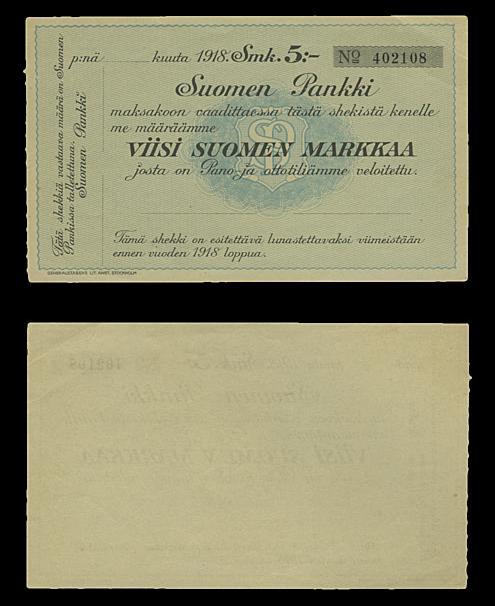 p:nä kuuta 1918. Smk. 5:- No 402108
Suomen Pankki
maksakoon vaadittaessa tästä shekistä kenelle
me määräämme
VIISI SUOMEN MARKKAA
josta on Pano- ja ottotiliämme veloitettu.
Tämä shekki on esitettävä lunastettavaksi viimeistään
ennen vuoden 1918 loppua.
Tätä shekkiä vastaava määrä on Suomen
Pankissa talletettuna. Suomen Pankki
GENERALSTABENS LIT. ANST. STOCKHOLM